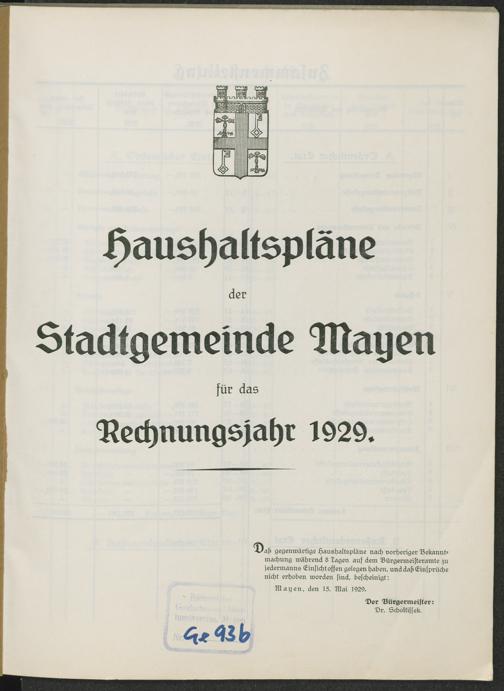 Haushaltspläne
der
Stadtgemeinde Mayen
für das
Rechnungsjahr 1929.
Daß gegenwärtige Haushaltspläne nach vorheriger Bekannt-
machung während 8 Tagen auf dem Bürgermeisteramte zu
jedermanns Einsicht offen gelegen haben, und daß Einsprüche
nicht erhoben worden sind, bescheinigt:
Mayen, den 15. Mai 1929.
Der Bürgermeister:
Dr. Scholtissek.
Ge 93b